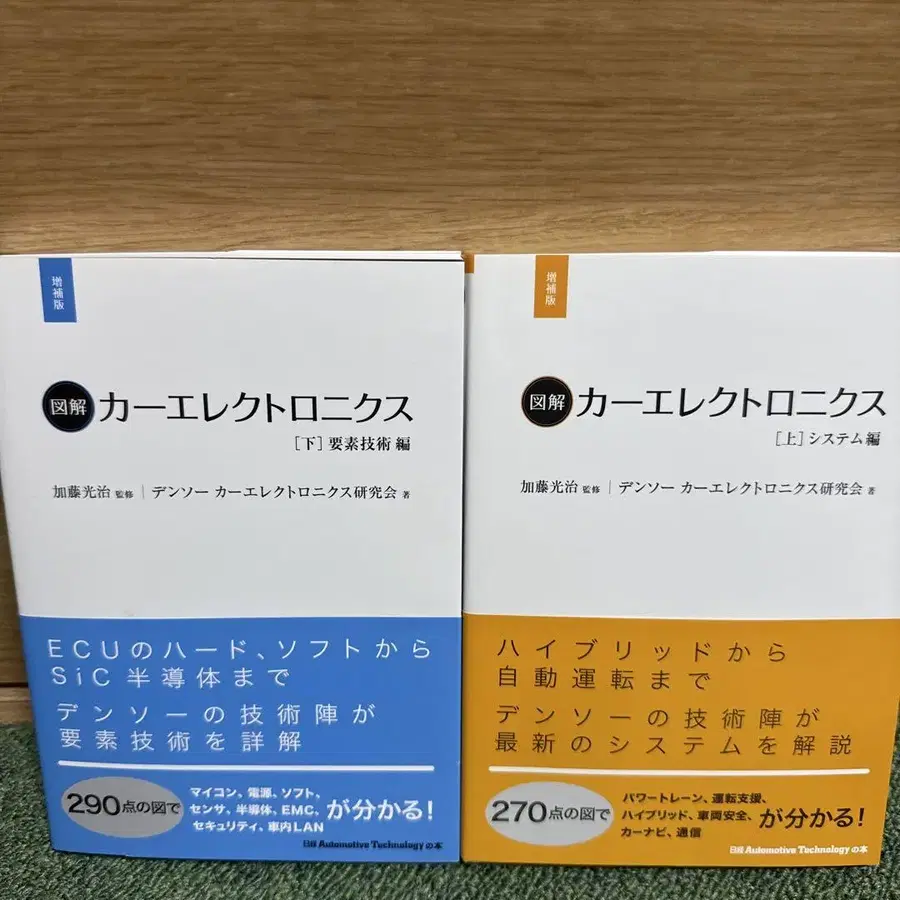 増補版
図解 カーエレクトロニクス
[下] 要素技術 編
加藤光治 監修 | デンソー カーエレクトロニクス研究会 著
ECUのハード、ソフトから
SiC半導体まで
デンソーの技術陣が
要素技術を詳解
290点の図で
マイコン、電源、ソフト、
センサ、半導体、EMC、
セキュリティ、車内LAN
が分かる!
日経 Automotive Technology の本
増補版
図解 カーエレクトロニクス
[上] システム編
加藤光治 監修 | デンソー カーエレクトロニクス研究会 著
ハイブリッドから
自動運転まで
デンソーの技術陣が
最新のシステムを解説
270点の図で
パワートレーン、運転支援、
ハイブリッド、車両安全、
カーナビ、通信
が分かる!
日経 Automotive Technology の本